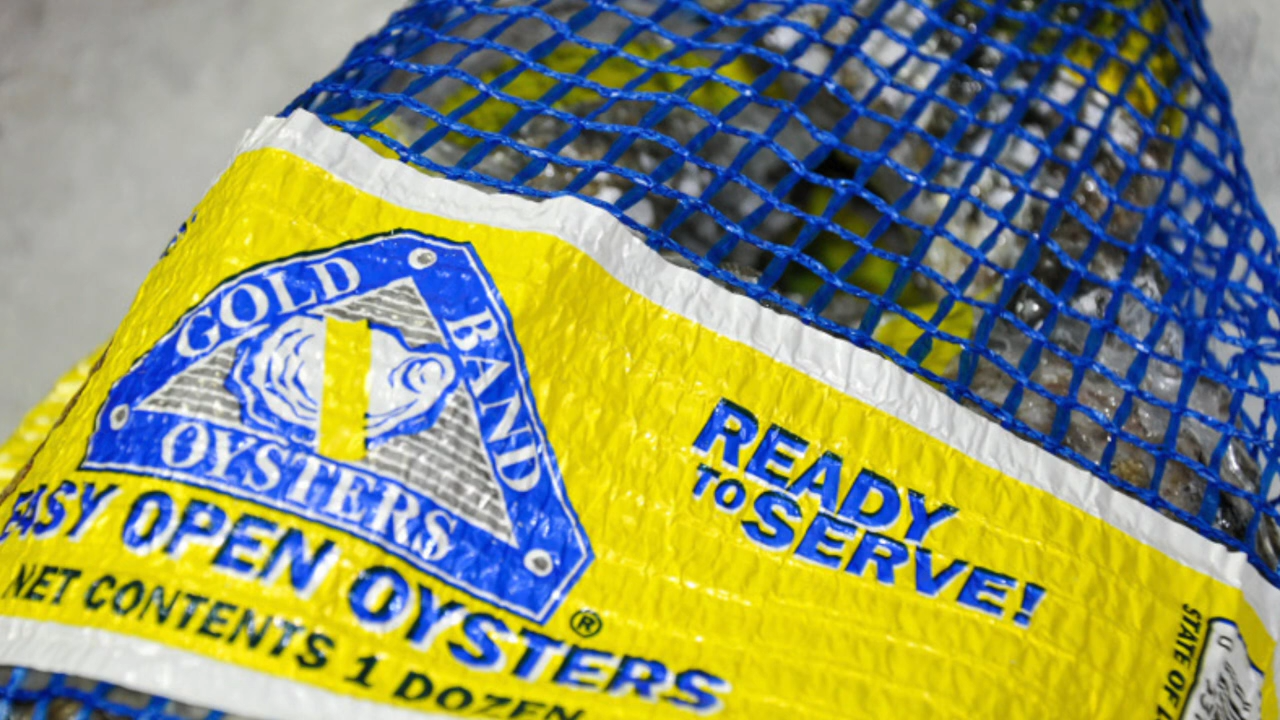 GOLD BAND
OYSTERS
EASY OPEN OYSTERS
®
NET CONTENTS 1 DOZEN
READY
TO SERVE!
STATE OF